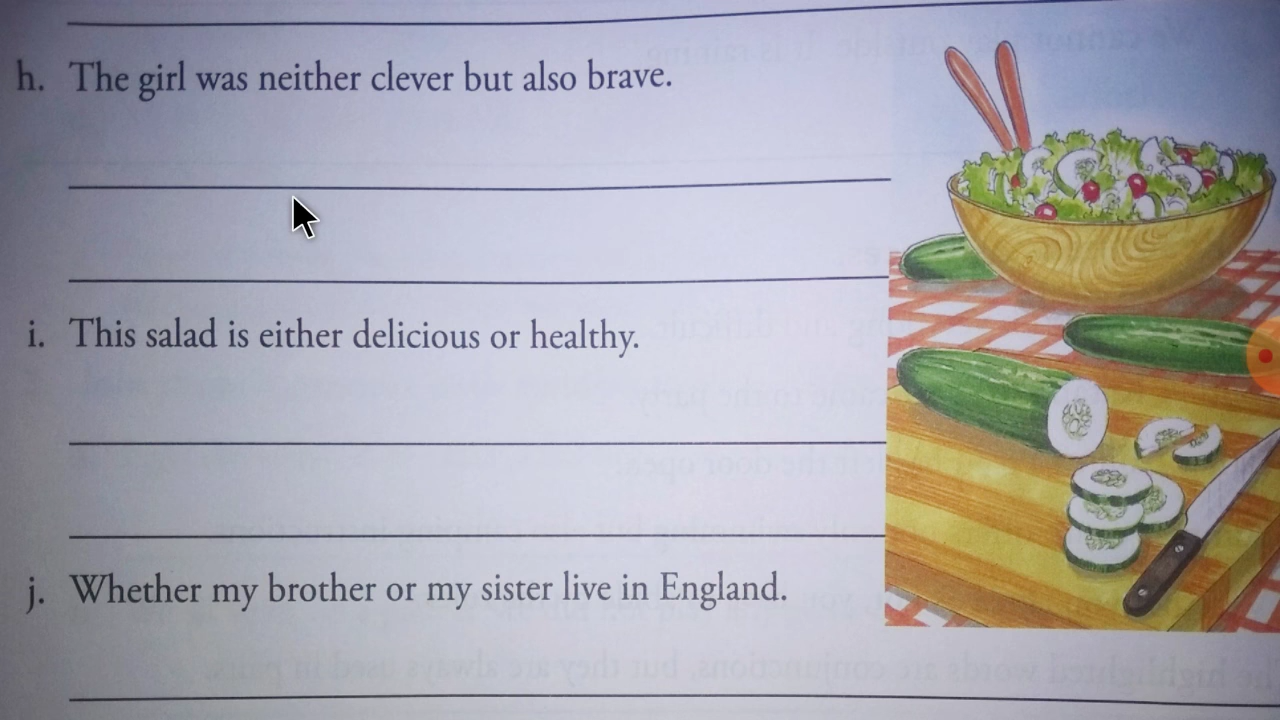 h. The girl was neither clever but also brave.
i. This salad is either delicious or healthy.
j. Whether my brother or my sister live in England.